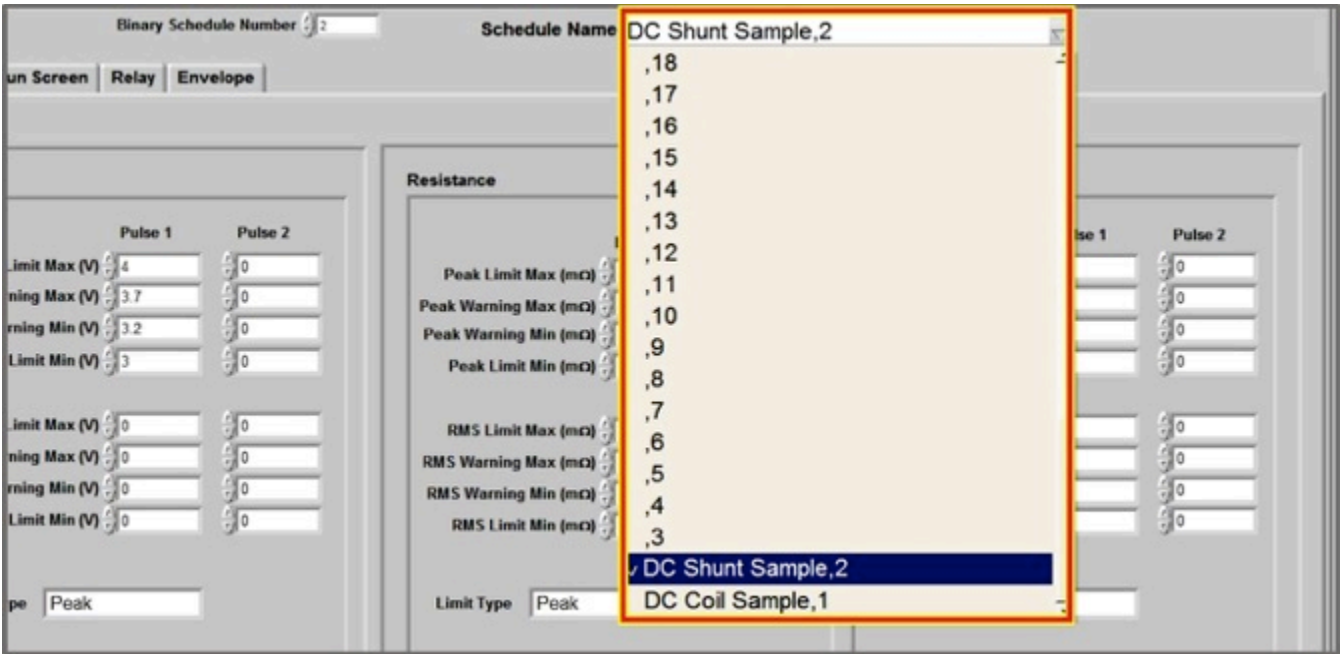 Binary Schedule Number 2 Schedule Name DC Shunt Sample,2
,18
un Screen Relay Envelope
,17
,16
,15
Resistance
,14
,13
Pulse 1 Pulse 2 lse 1 Pulse 2
,12
Limit Max (V) 4 0 Peak Limit Max (mΩ) 0
,11
ning Max (V) 3.7 0 Peak Warning Max (mΩ) 0
,10
rning Min (V) 3.2 0 Peak Warning Min (mΩ) 0
,9
Limit Min (V) 3 0 Peak Limit Min (mΩ) 0
,8
,7
Limit Max (V) 0 0 RMS Limit Max (mΩ) 0
,6
ning Max (V) 0 0 RMS Warning Max (mΩ) 0
,5
rning Min (V) 0 0 RMS Warning Min (mΩ) 0
,4
Limit Min (V) 0 0 RMS Limit Min (mΩ) 0
,3
DC Shunt Sample,2
pe Peak Limit Type Peak DC Coil Sample,1